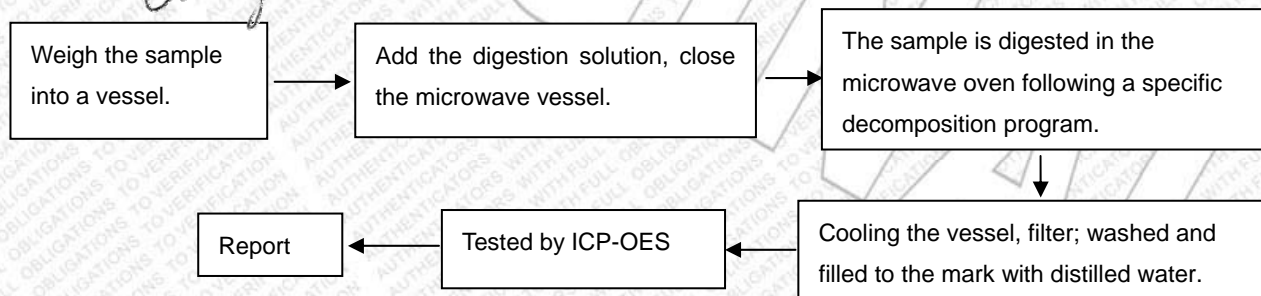 Weigh the sample
into a vessel.
Add the digestion solution, close
the microwave vessel.
The sample is digested in the
microwave oven following a specific
decomposition program.
Cooling the vessel, filter; washed and
filled to the mark with distilled water.
Tested by ICP-OES
Report